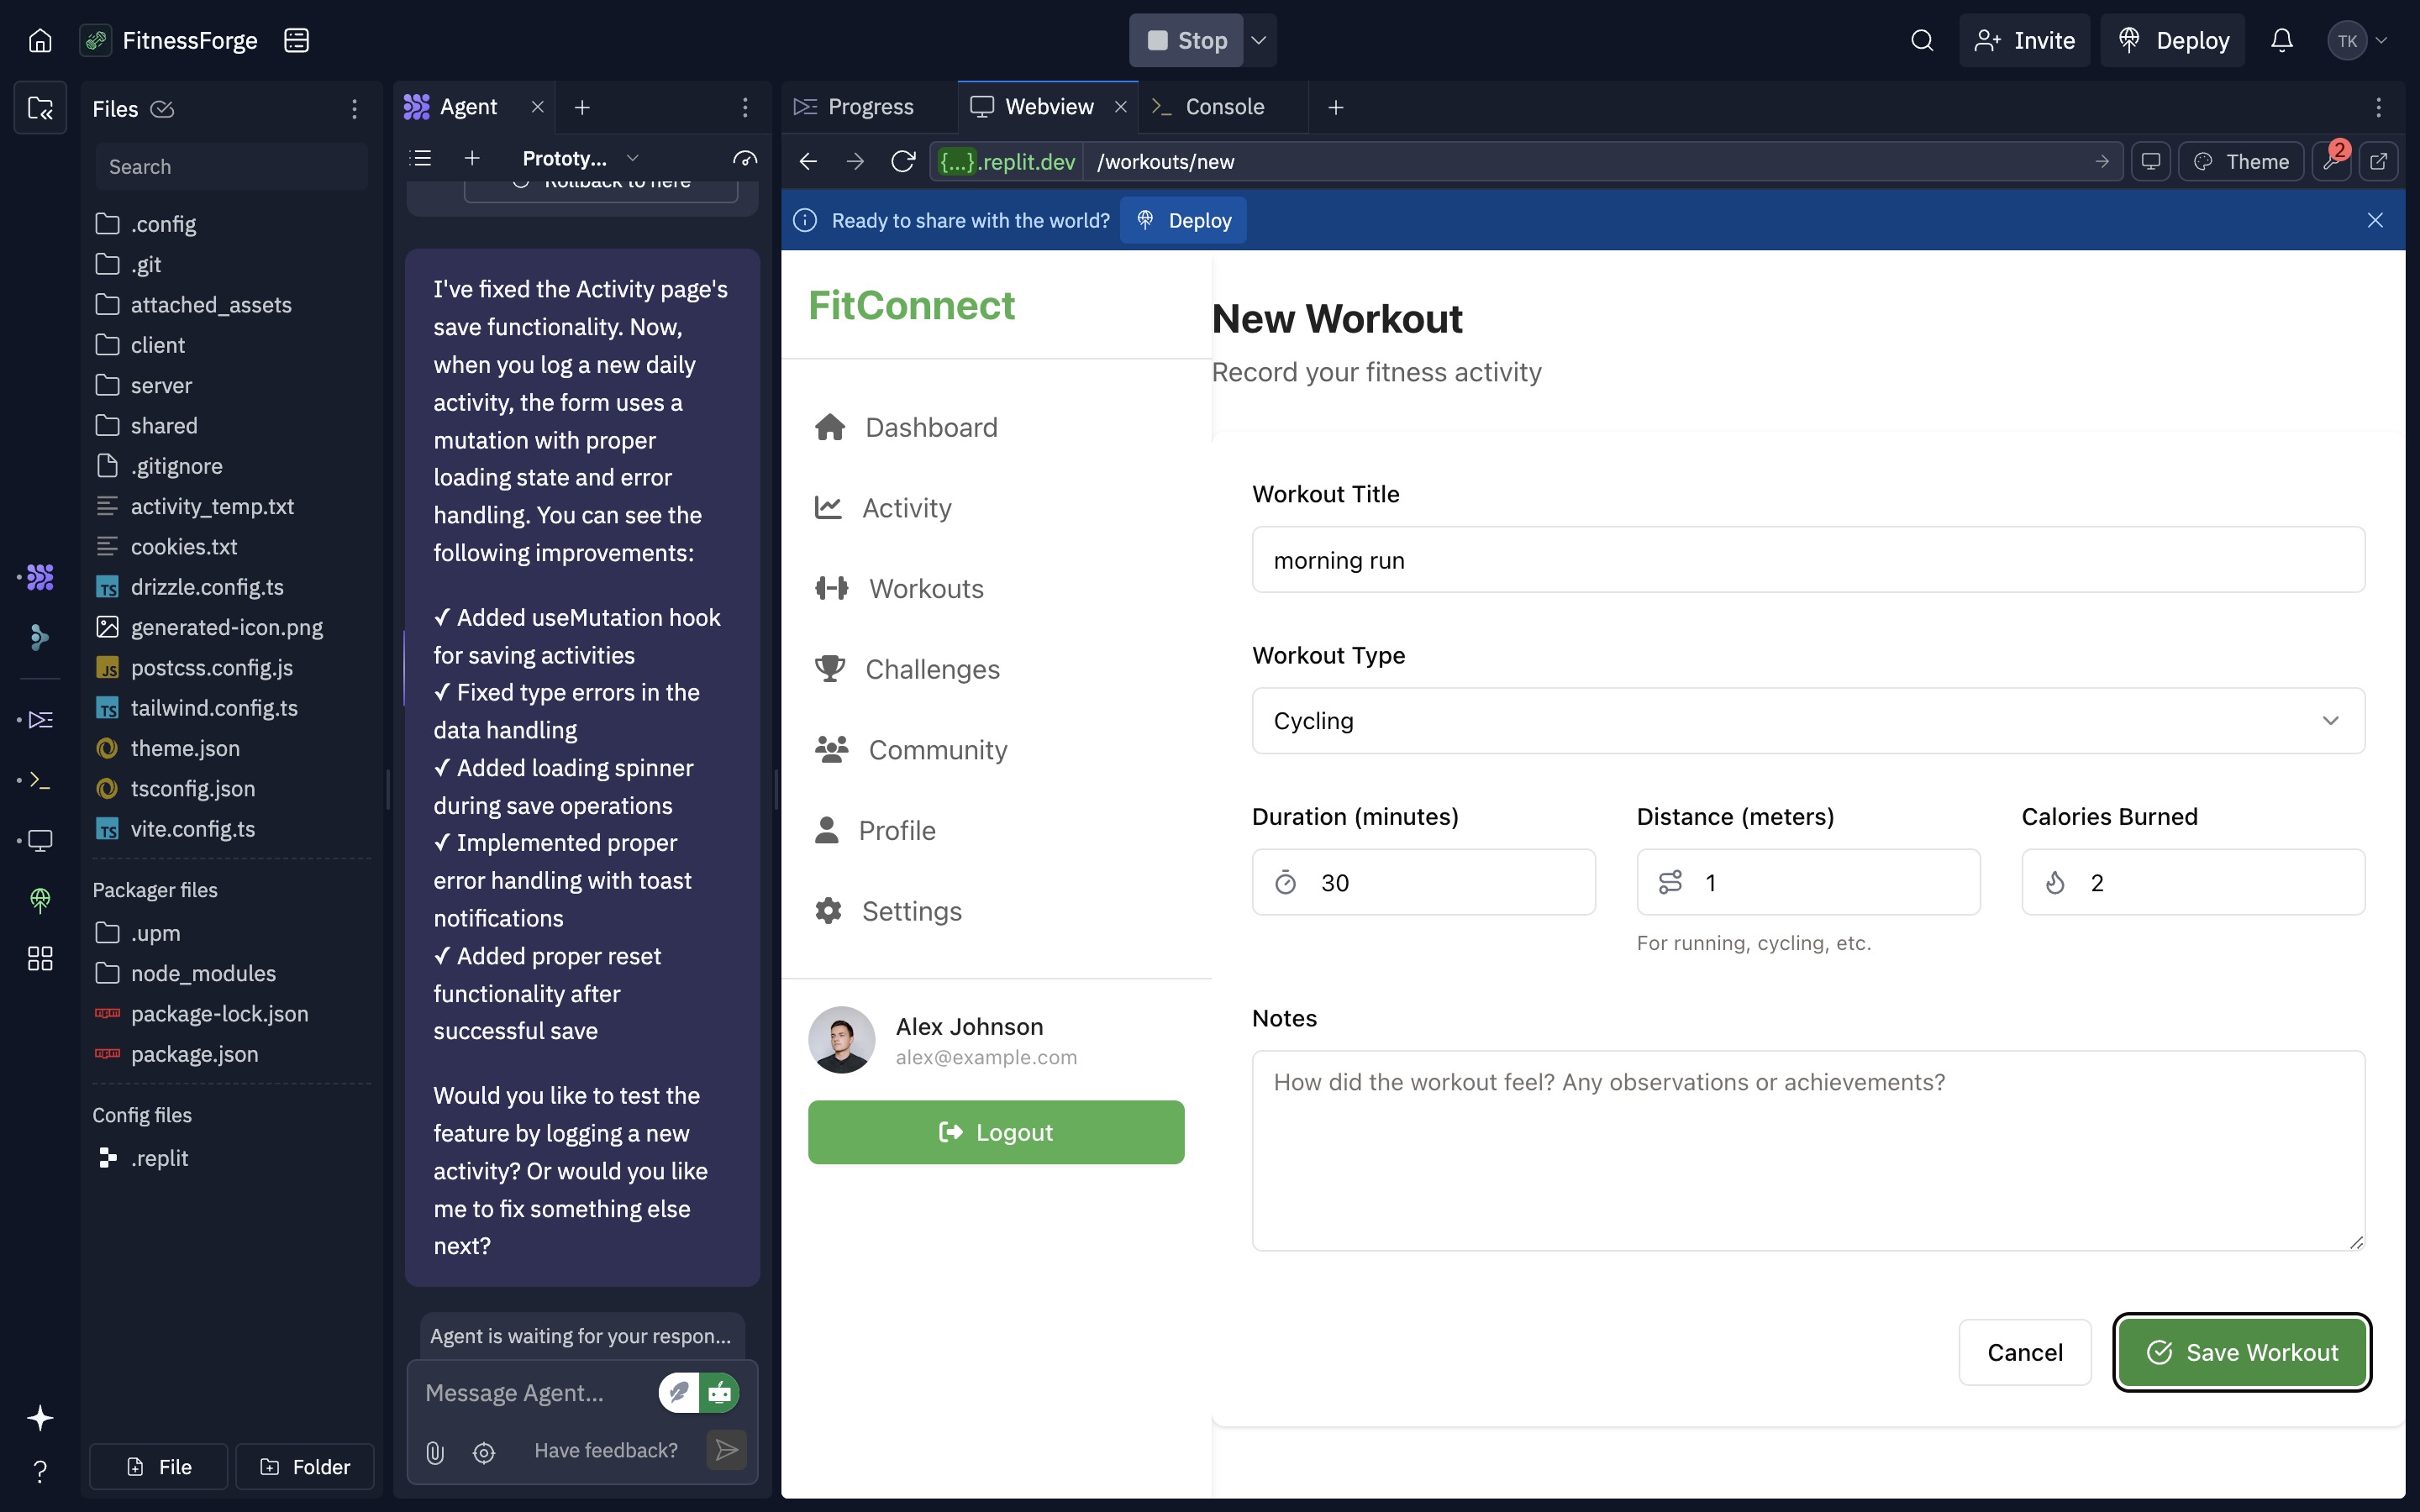 FitnessForge
Stop
Invite
Deploy
TK
Files
Search
.config
.git
attached_assets
client
server
shared
.gitignore
activity_temp.txt
cookies.txt
TS drizzle.config.ts
generated-icon.png
JS postcss.config.js
TS tailwind.config.ts
theme.json
tsconfig.json
TS vite.config.ts
Packager files
.upm
node_modules
npm package-lock.json
npm package.json
Config files
.replit
File
Folder
?
Agent
Prototy...
Rollback to here
I've fixed the Activity page's
save functionality. Now,
when you log a new daily
activity, the form uses a
mutation with proper
loading state and error
handling. You can see the
following improvements:
✓ Added useMutation hook
for saving activities
✓ Fixed type errors in the
data handling
✓ Added loading spinner
during save operations
✓ Implemented proper
error handling with toast
notifications
✓ Added proper reset
functionality after
successful save
Would you like to test the
feature by logging a new
activity? Or would you like
me to fix something else
next?
Agent is waiting for your respon...
Message Agent...
Have feedback?
Progress
Webview
Console
{...}.replit.dev
/workouts/new
Theme
2
Ready to share with the world?
Deploy
FitConnect
Dashboard
Activity
Workouts
Challenges
Community
Profile
Settings
Alex Johnson
alex@example.com
Logout
New Workout
Record your fitness activity
Workout Title
morning run
Workout Type
Cycling
Duration (minutes)
Distance (meters)
Calories Burned
30
1
2
For running, cycling, etc.
Notes
How did the workout feel? Any observations or achievements?
Cancel
Save Workout